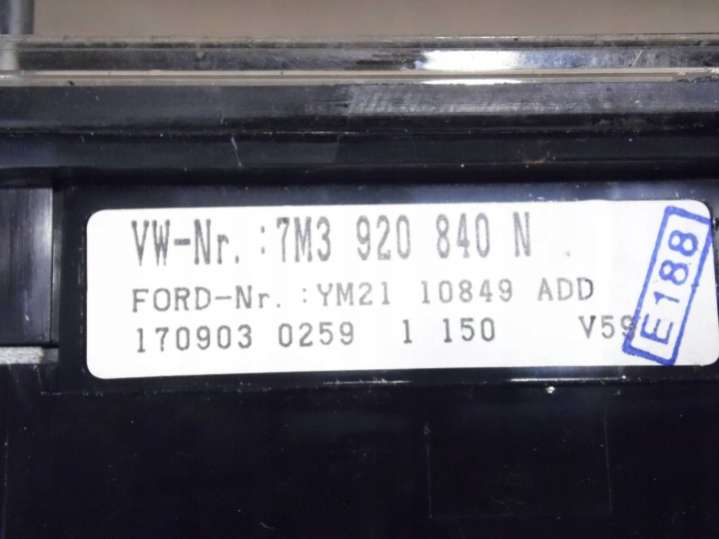 VW-Nr. :7M3 920 840 N
FORD-Nr. :YM21 10849 ADD
170903 0259 1 150 V59
E188